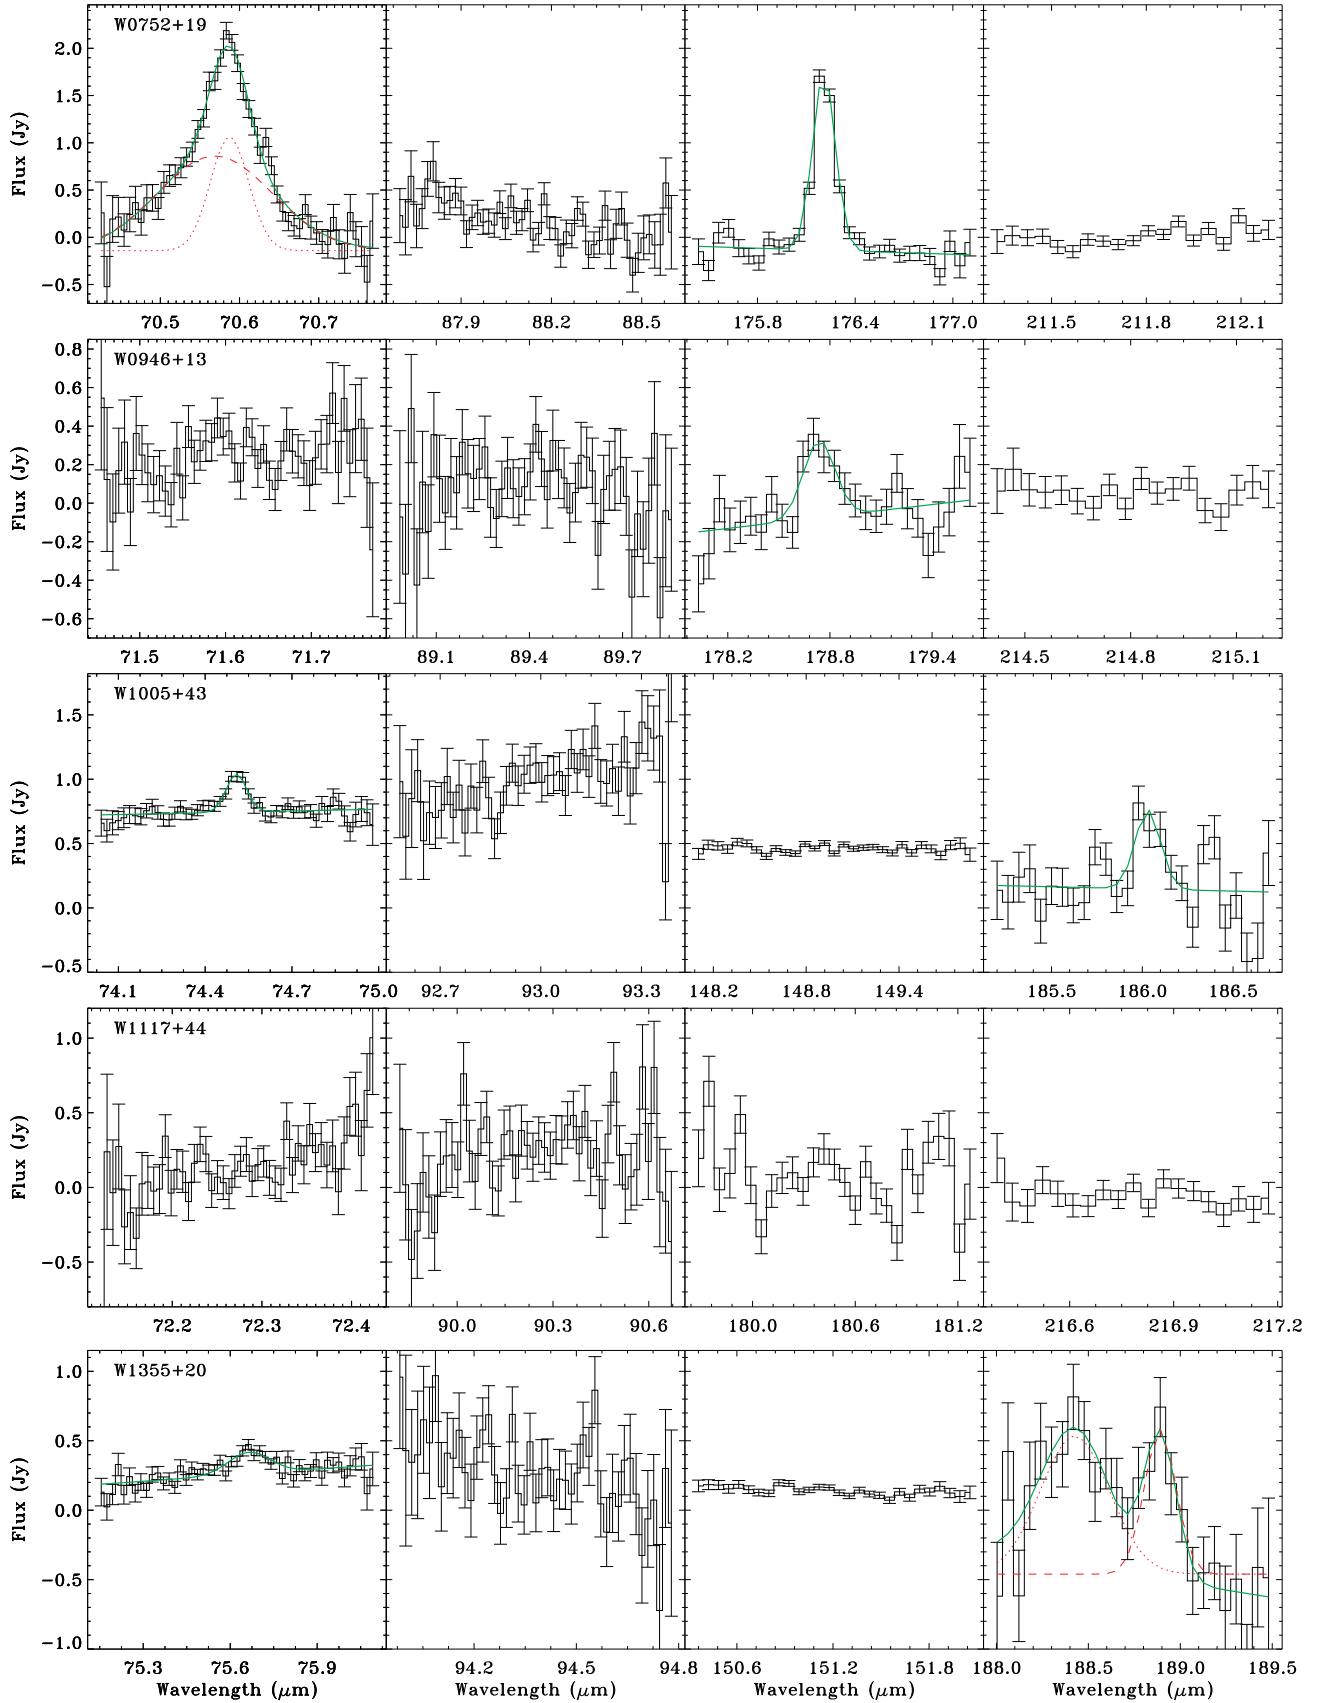 W0752+19
2.0
1.5
1.0
0.5
0.0
−0.5
Flux (Jy)
70.5 70.6 70.7 87.9 88.2 88.5 175.8 176.4 177.0 211.5 211.8 212.1
W0946+13
0.8
0.6
0.4
0.2
0.0
−0.2
−0.4
−0.6
Flux (Jy)
71.5 71.6 71.7 89.1 89.4 89.7 178.2 178.8 179.4 214.5 214.8 215.1
W1005+43
1.5
1.0
0.5
0.0
−0.5
Flux (Jy)
74.1 74.4 74.7 75.0 92.7 93.0 93.3 148.2 148.8 149.4 185.5 186.0 186.5
W1117+44
1.0
0.5
0.0
−0.5
Flux (Jy)
72.2 72.3 72.4 90.0 90.3 90.6 180.0 180.6 181.2 216.6 216.9 217.2
W1355+20
1.0
0.5
0.0
−0.5
−1.0
Flux (Jy)
75.3 75.6 75.9 94.2 94.5 94.8 150.6 151.2 151.8 188.0 188.5 189.0 189.5
Wavelength (μm) Wavelength (μm) Wavelength (μm) Wavelength (μm)